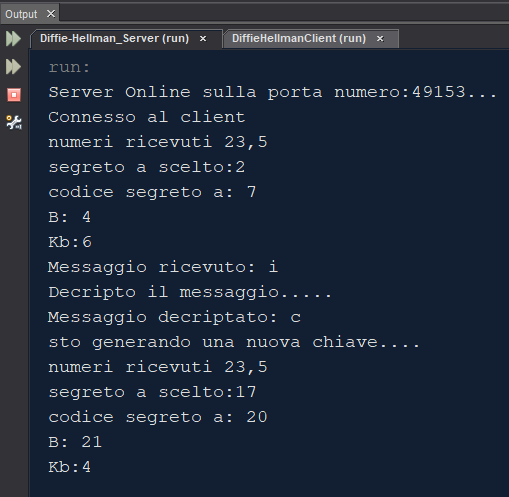 Output
Diffie-Hellman_Server (run)
DiffieHellmanClient (run)
run:
Server Online sulla porta numero:49153...
Connesso al client
numeri ricevuti 23,5
segreto a scelto:2
codice segreto a: 7
B: 4
Kb:6
Messaggio ricevuto: i
Decripto il messaggio.....
Messaggio decriptato: c
sto generando una nuova chiave....
numeri ricevuti 23,5
segreto a scelto:17
codice segreto a: 20
B: 21
Kb:4